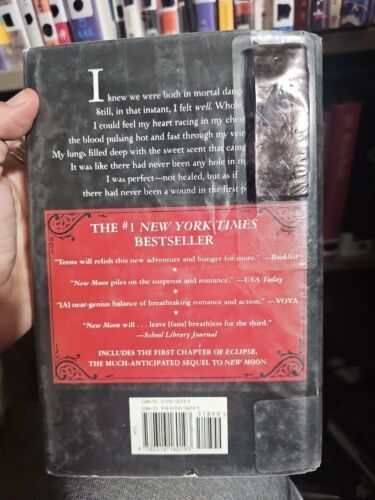 I knew we were both in mortal dange
Still, in that instant, I felt well. Whole.
I could feel my heart racing in my chest
the blood pulsing hot and fast through my vein
My lungs filled deep with the sweet scent that cam
It was like there had never been any hole in m
I was perfect—not healed, but as if
there had never been a wound in the first p
THE #1 NEW YORK TIMES
BESTSELLER
"Teens will relish this new adventure and hunger for more." —Booklist
"New Moon piles on the suspense and romance." —USA Today
"[A] near-genius balance of breathtaking romance and action." —VOYA
"New Moon will . . . leave [fans] breathless for the third."
—School Library Journal
INCLUDES THE FIRST CHAPTER OF ECLIPSE,
THE MUCH-ANTICIPATED SEQUEL TO NEW MOON.
51899>
9 780316 160193